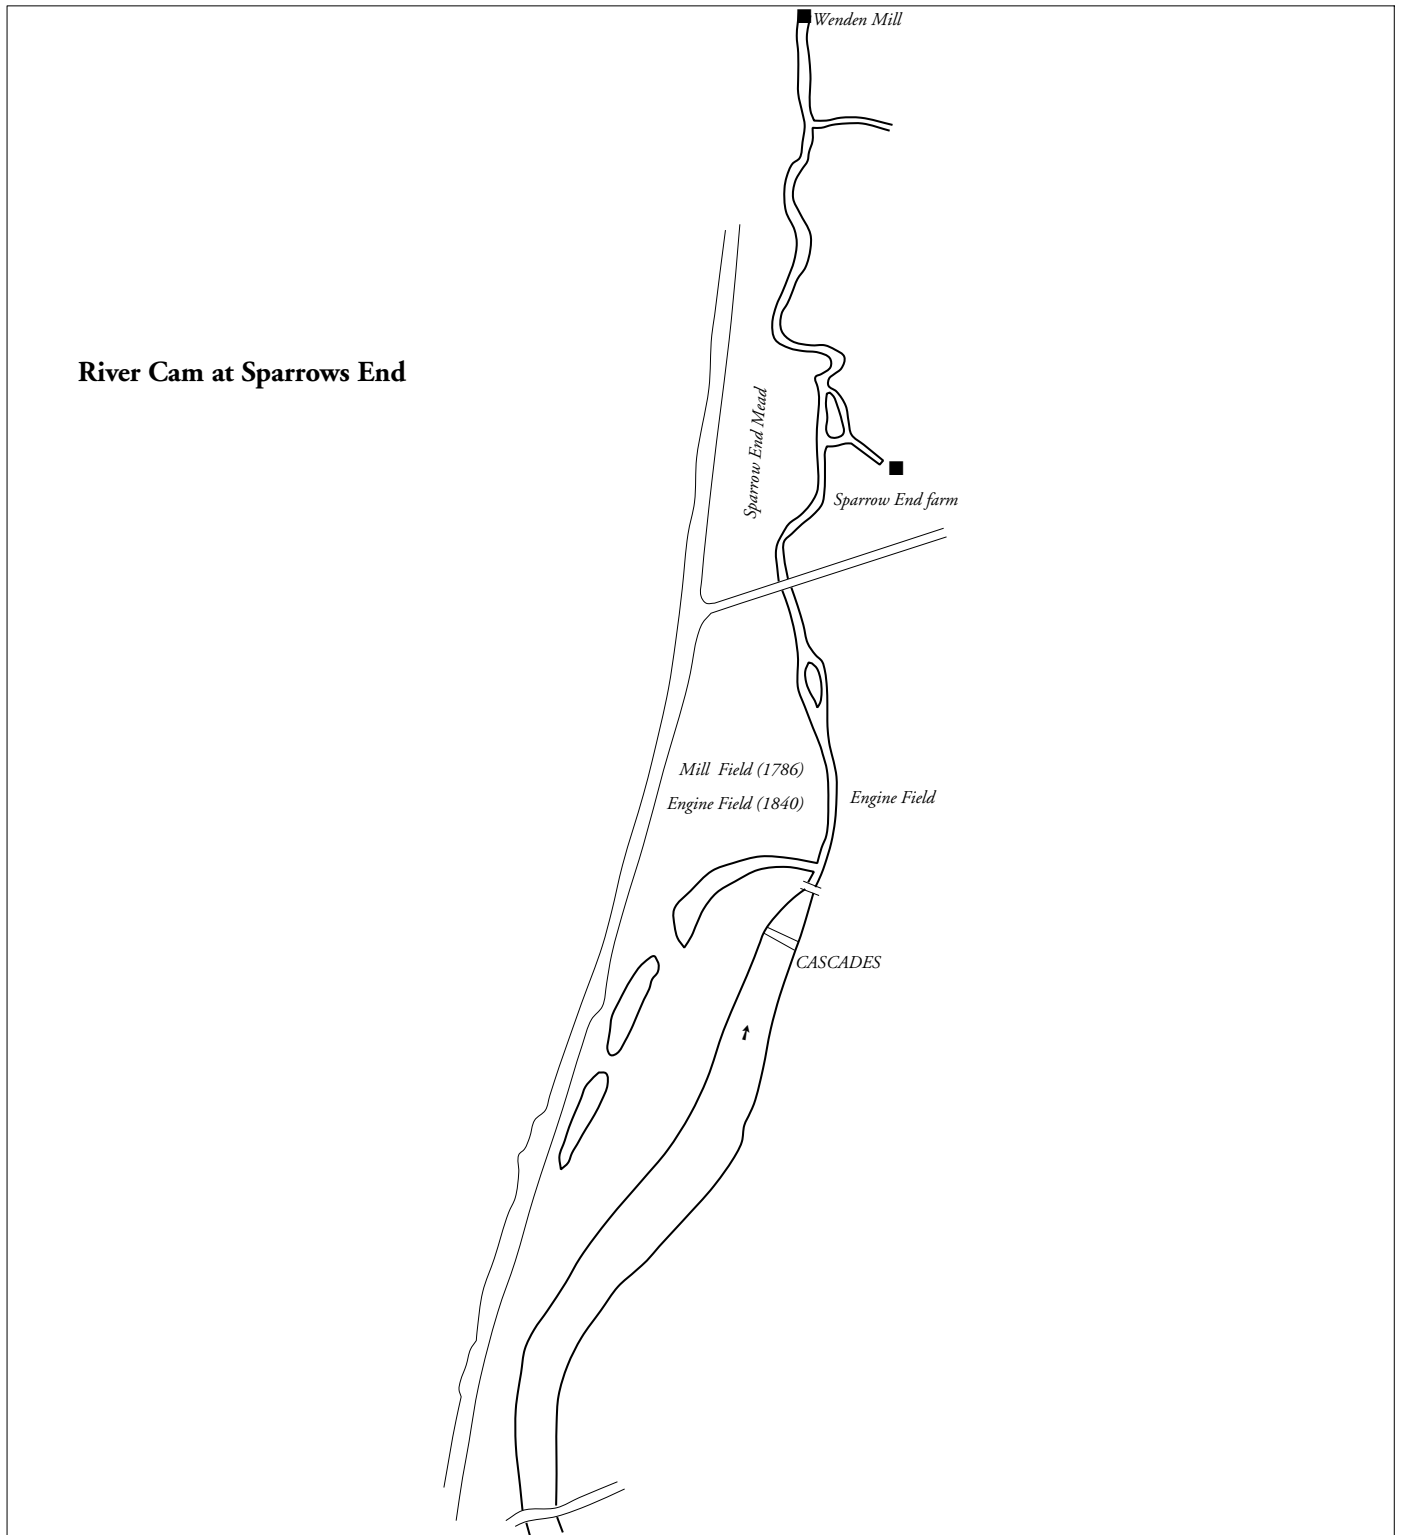 Wenden Mill
River Cam at Sparrows End
Sparrow End Mead
Sparrow End farm
Mill Field (1786)
Engine Field (1840)
Engine Field
CASCADES